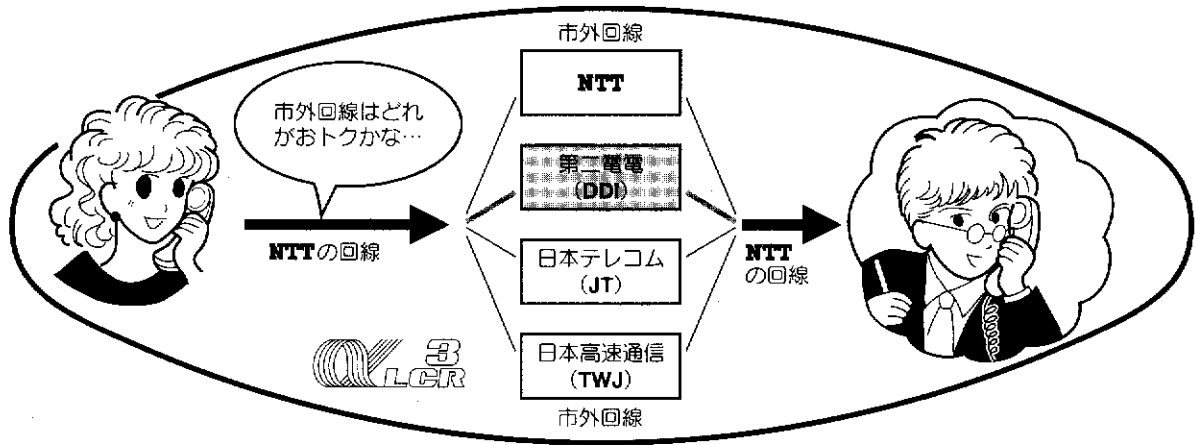 市外回線
NTT
市外回線はどれ
がおトクかな…
第二電電
(DDI)
NTTの回線
日本テレコム
(JT)
NTT
の回線
α LCR 3
日本高速通信
(TWJ)
市外回線